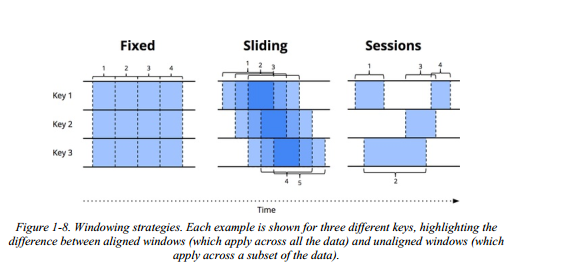 Fixed Sliding Sessions
1 2 3 4 1 2 3 1 3 4
Key 1
Key 2
Key 3
4 5 2
Time
Figure 1-8. Windowing strategies. Each example is shown for three different keys, highlighting the
difference between aligned windows (which apply across all the data) and unaligned windows (which
apply across a subset of the data).